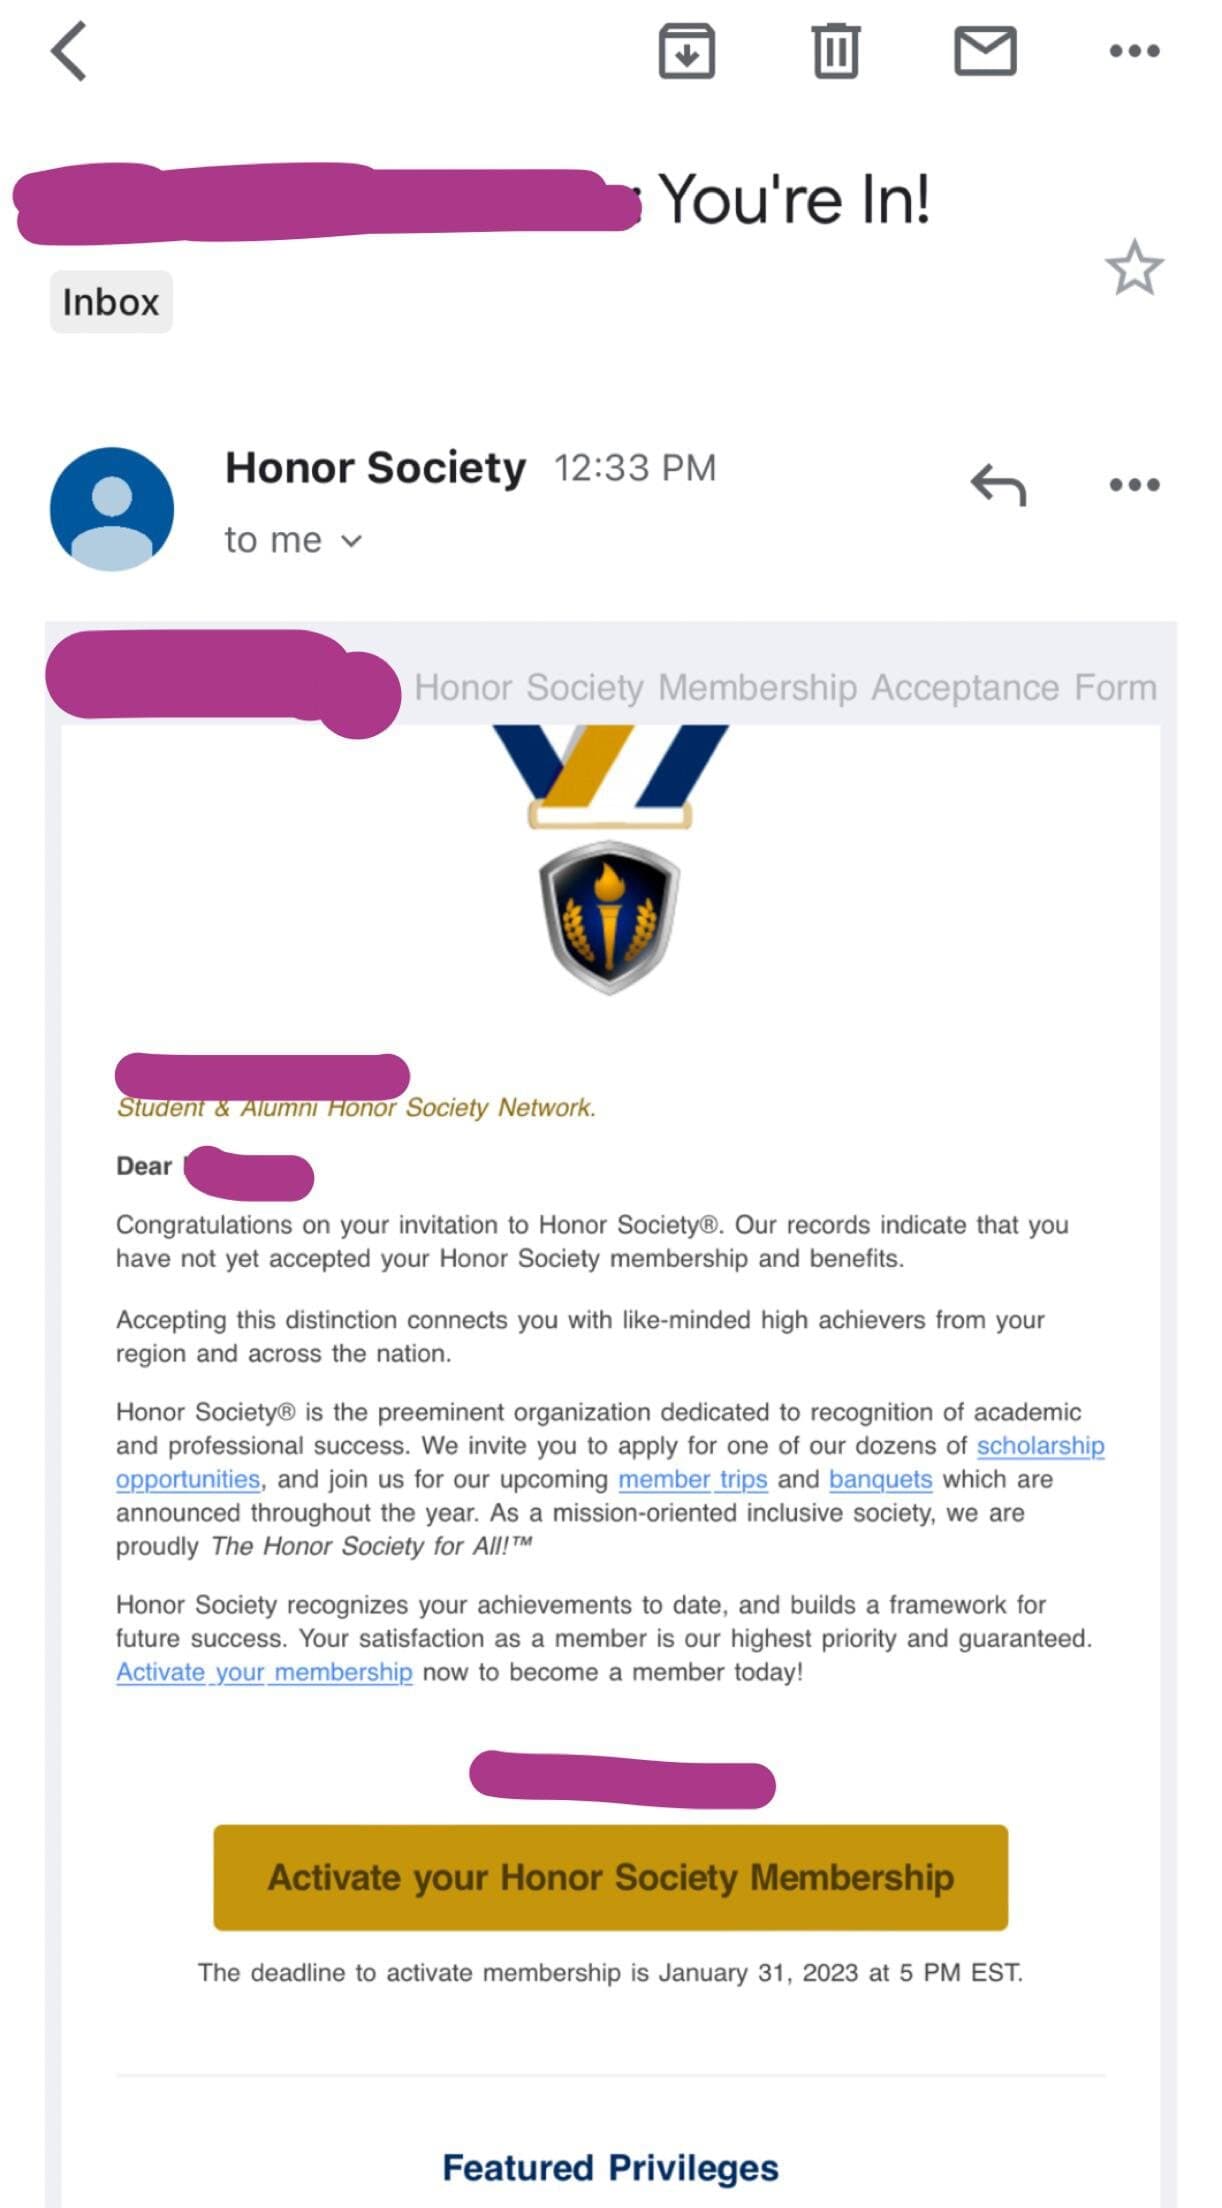 : You're In!
Inbox
Honor Society 12:33 PM
to me
Honor Society Membership Acceptance Form
Student & Alumni Honor Society Network.
Dear
Congratulations on your invitation to Honor Society®. Our records indicate that you
have not yet accepted your Honor Society membership and benefits.
Accepting this distinction connects you with like-minded high achievers from your
region and across the nation.
Honor Society® is the preeminent organization dedicated to recognition of academic
and professional success. We invite you to apply for one of our dozens of scholarship
opportunities, and join us for our upcoming member trips and banquets which are
announced throughout the year. As a mission-oriented inclusive society, we are
proudly The Honor Society for All!™
Honor Society recognizes your achievements to date, and builds a framework for
future success. Your satisfaction as a member is our highest priority and guaranteed.
Activate your membership now to become a member today!
Activate your Honor Society Membership
The deadline to activate membership is January 31, 2023 at 5 PM EST.
Featured Privileges